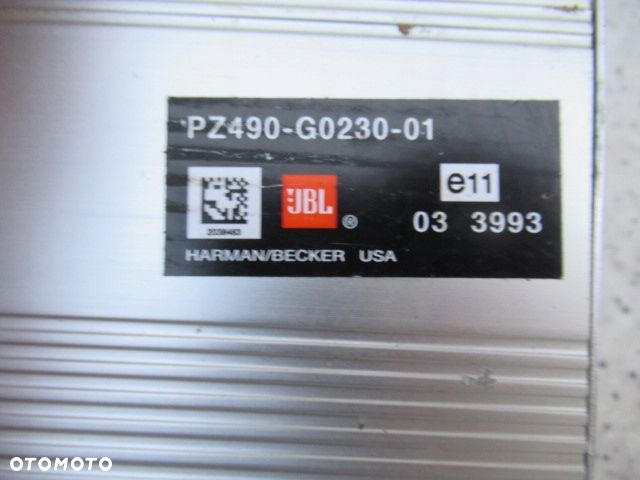 PZ490-G0230-01
e11
JBL ®
03 3993
HARMAN/BECKER USA
OTOMOTO